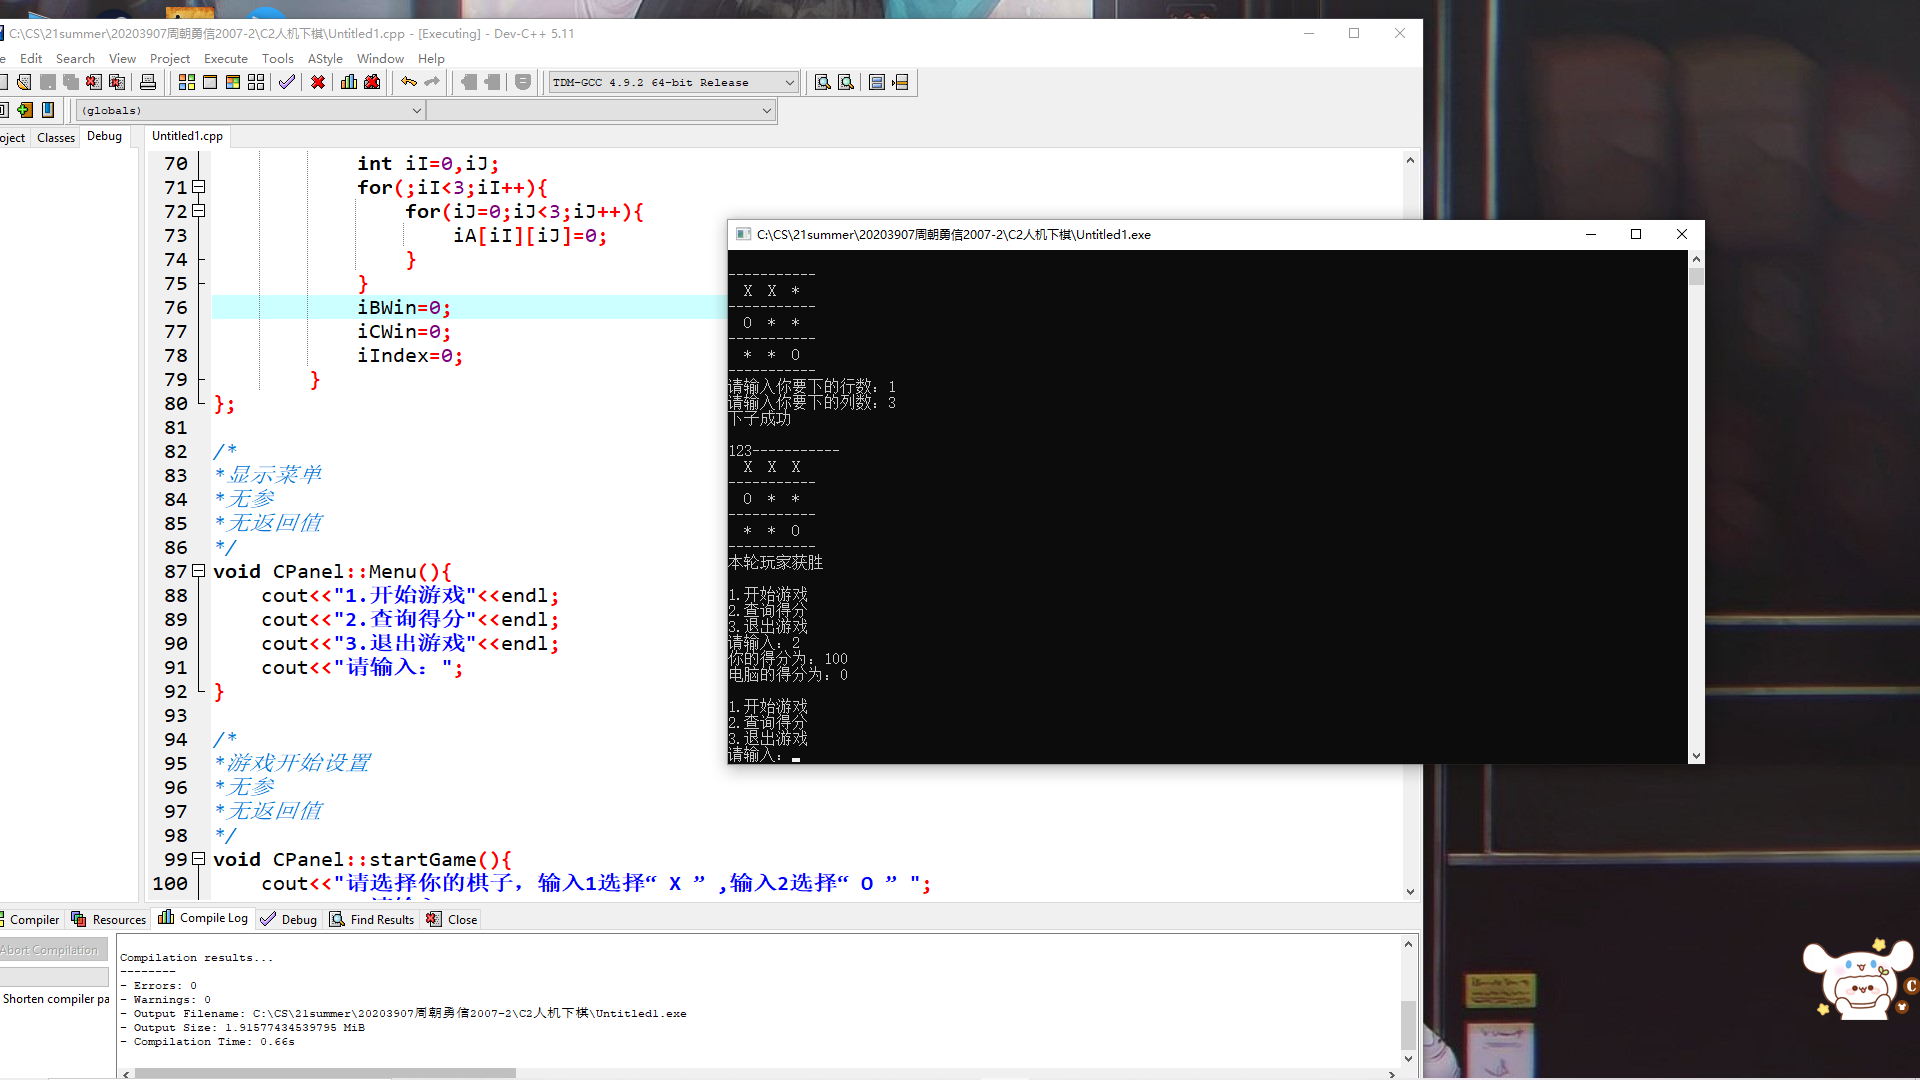 C:\CS\21summer\20203907周朝勇信2007-2\C2人机下棋\Untitled1.cpp - [Executing] - Dev-C++ 5.11
Edit Search View Project Execute Tools AStyle Window Help
TDM-GCC 4.9.2 64-bit Release
(globals)
oject Classes Debug
Untitled1.cpp
70 int iI=0,iJ;
71 for(;iI<3;iI++){
72 for(iJ=0;iJ<3;iJ++){
73 iA[iI][iJ]=0;
74 }
75 }
76 iBWin=0;
77 iCWin=0;
78 iIndex=0;
79 }
80 };
81
82 /*
83 *显示菜单
84 *无参
85 *无返回值
86 */
87 void CPanel::Menu(){
88 cout<<"1.开始游戏"<<endl;
89 cout<<"2.查询得分"<<endl;
90 cout<<"3.退出游戏"<<endl;
91 cout<<"请输入：";
92 }
93
94 /*
95 *游戏开始设置
96 *无参
97 *无返回值
98 */
99 void CPanel::startGame(){
100 cout<<"请选择你的棋子，输入1选择“ X ” ,输入2选择“ O ” ";
C:\CS\21summer\20203907周朝勇信2007-2\C2人机下棋\Untitled1.exe
-----------
X X *
-----------
O * *
-----------
* * O
-----------
请输入你要下的行数：1
请输入你要下的列数：3
下子成功
123-----------
X X X
-----------
O * *
-----------
* * O
-----------
本轮玩家获胜
1.开始游戏
2.查询得分
3.退出游戏
请输入：2
你的得分为：100
电脑的得分为：0
1.开始游戏
2.查询得分
3.退出游戏
请输入：
Compiler Resources Compile Log Debug Find Results Close
Abort Compilation
Shorten compiler pa
Compilation results...
--------
- Errors: 0
- Warnings: 0
- Output Filename: C:\CS\21summer\20203907周朝勇信2007-2\C2人机下棋\Untitled1.exe
- Output Size: 1.91577434539795 MiB
- Compilation Time: 0.66s